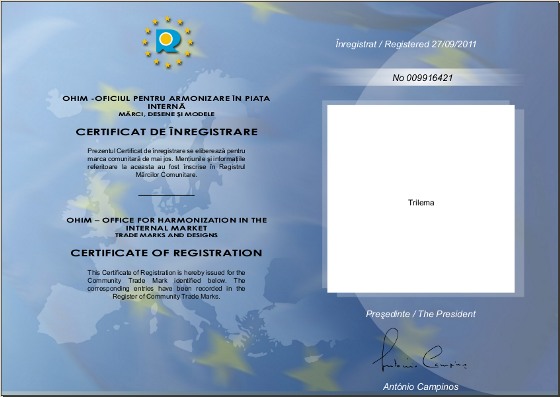 OHIM -OFICIUL PENTRU ARMONIZARE ÎN PIAȚA
INTERNĂ
MĂRCI, DESENE ȘI MODELE
CERTIFICAT DE ÎNREGISTRARE
Prezentul Certificat de înregistrare se eliberează pentru
marca comunitară de mai jos. Mențiunile și informațiile
referitoare la aceasta au fost înscrise în Registrul
Mărcilor Comunitare.
OHIM – OFFICE FOR HARMONIZATION IN THE
INTERNAL MARKET
TRADE MARKS AND DESIGNS
CERTIFICATE OF REGISTRATION
This Certificate of Registration is hereby issued for the
Community Trade Mark identified below. The
corresponding entries have been recorded in the
Register of Community Trade Marks.
Înregistrat / Registered 27/09/2011
No 009916421
Trilema
Președinte / The President
António Campinos
António Campinos